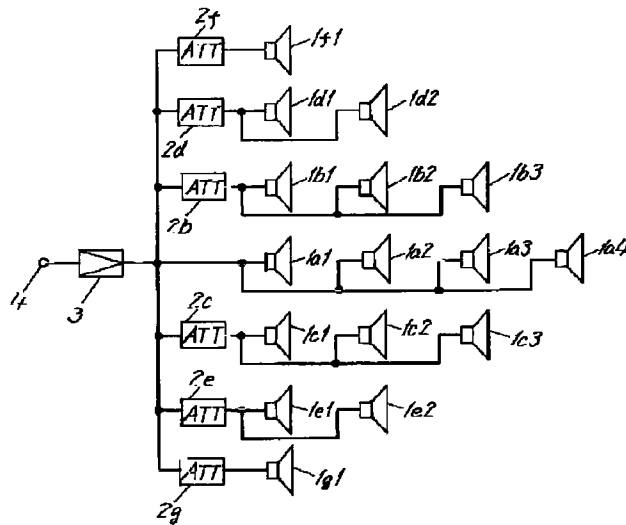 2f
ATT
1f1
ATT
1d1
1d2
2d
ATT
1b1
1b2
1b3
2b
1a1
1a2
1a3
1a4
4
3
2c
ATT
1c1
1c2
1c3
2e
ATT
1e1
1e2
ATT
1g1
2g